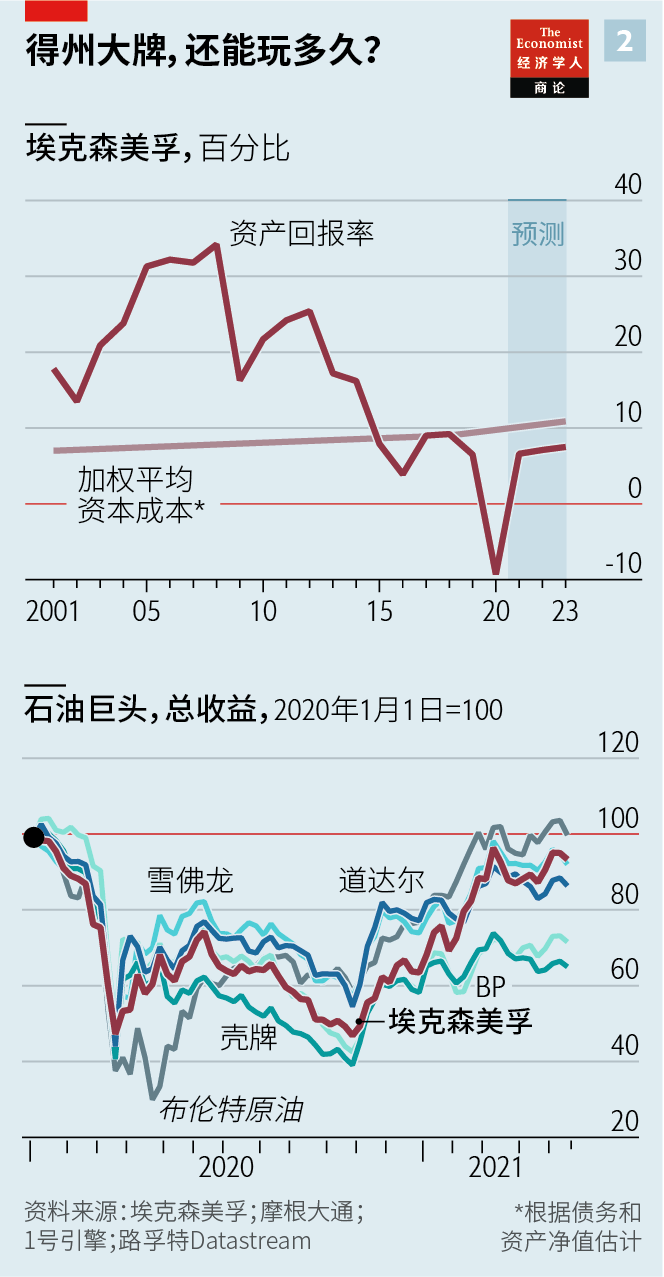 得州大牌，还能玩多久？
The
Economist
经济学人
商论
2
埃克森美孚，百分比
40
资产回报率
预测
30
20
10
加权平均
资本成本*
0
-10
2001 05 10 15 20 23
石油巨头，总收益，2020年1月1日=100
120
100
雪佛龙 道达尔
80
BP
60
埃克森美孚
壳牌
40
布伦特原油
20
2020 2021
资料来源：埃克森美孚；摩根大通；
1号引擎；路孚特Datastream
*根据债务和
资产净值估计